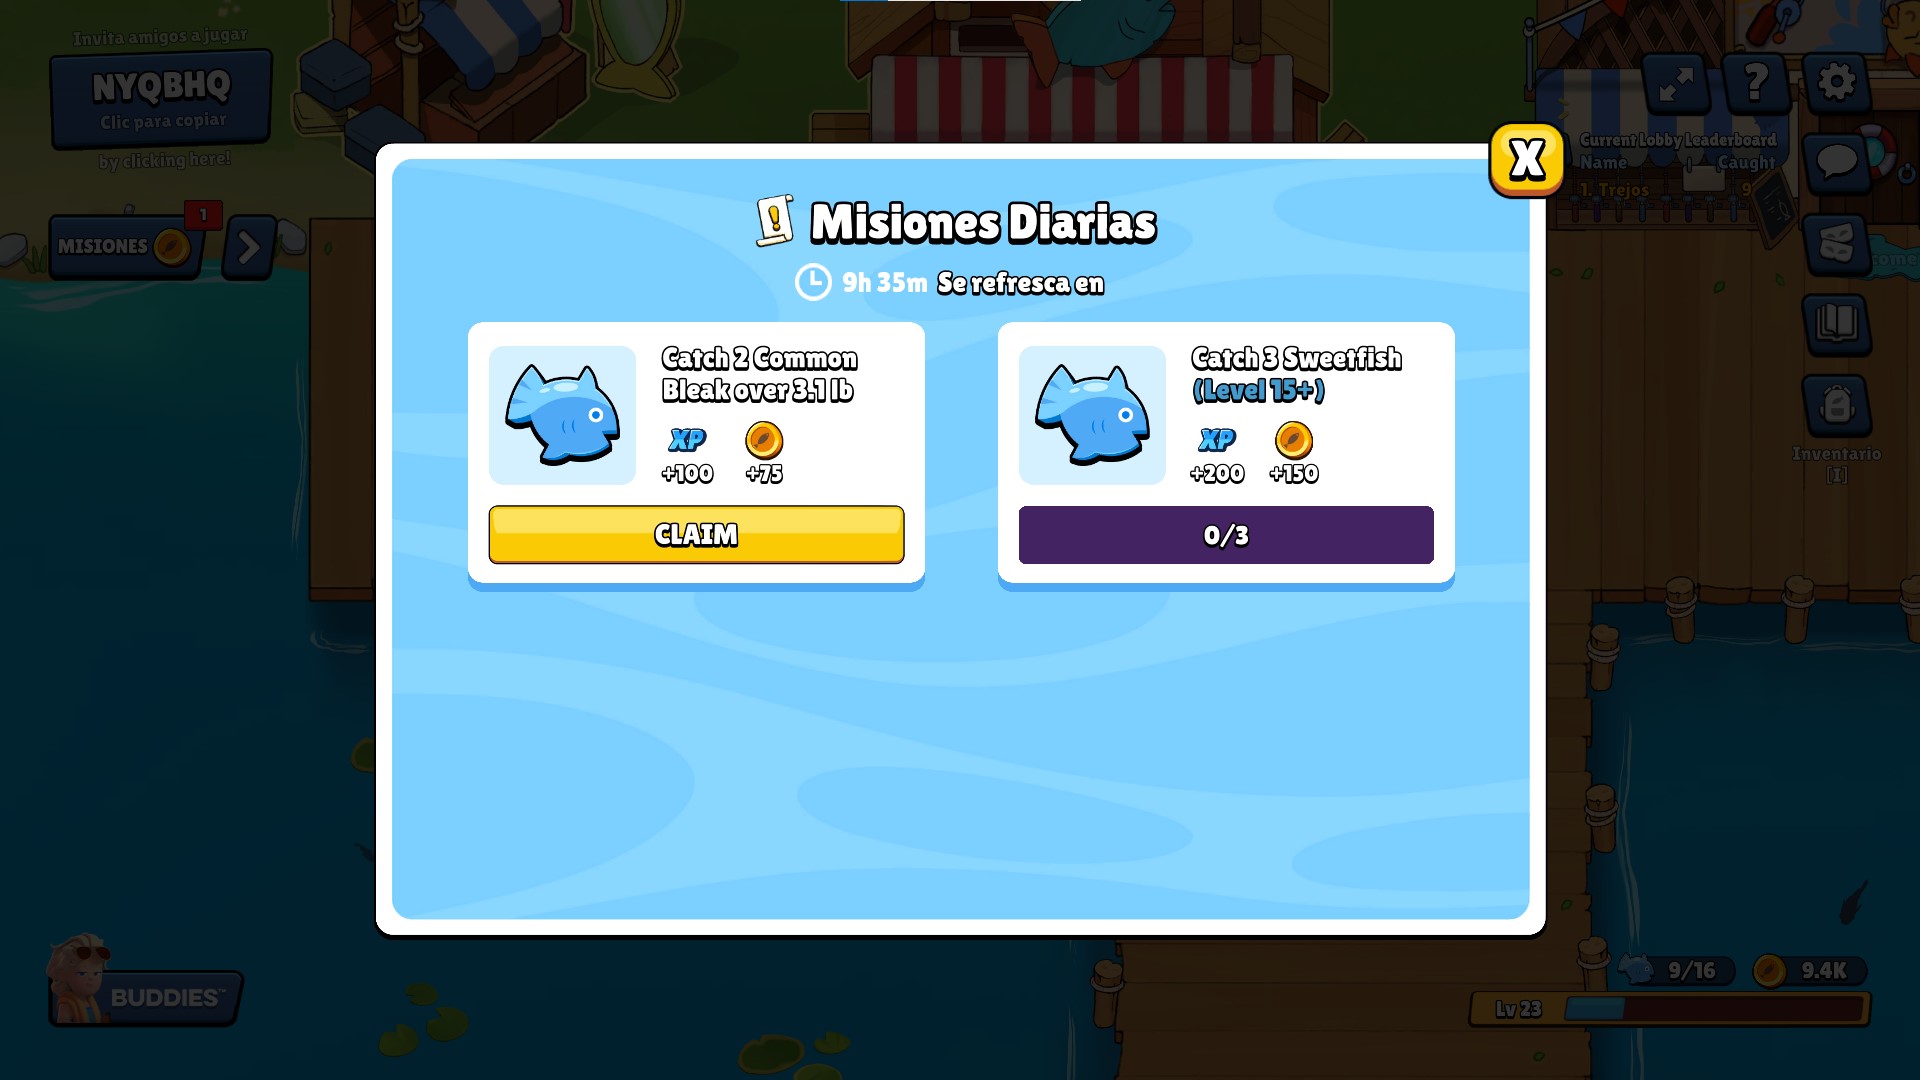 Invita amigos a jugar
NYQBHQ
Clic para copiar
by clicking here!
MISIONES
1
X
?
Current Lobby Leaderboard
Name
Caught
1. Trejos
9
Misiones Diarias
9h 35m Se refresca en
Catch 2 Common
Bleak over 3.1 lb
XP
+100
+75
CLAIM
Catch 3 Sweetfish
(Level 15+)
XP
+200
+150
0/3
Inventario
[I]
BUDDIES™
9/16
9.4K
Lv 23